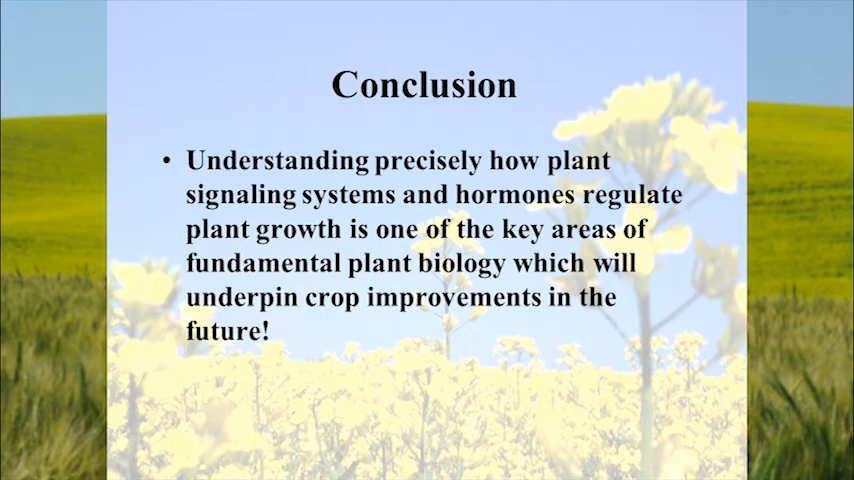 Conclusion
• Understanding precisely how plant
signaling systems and hormones regulate
plant growth is one of the key areas of
fundamental plant biology which will
underpin crop improvements in the
future!